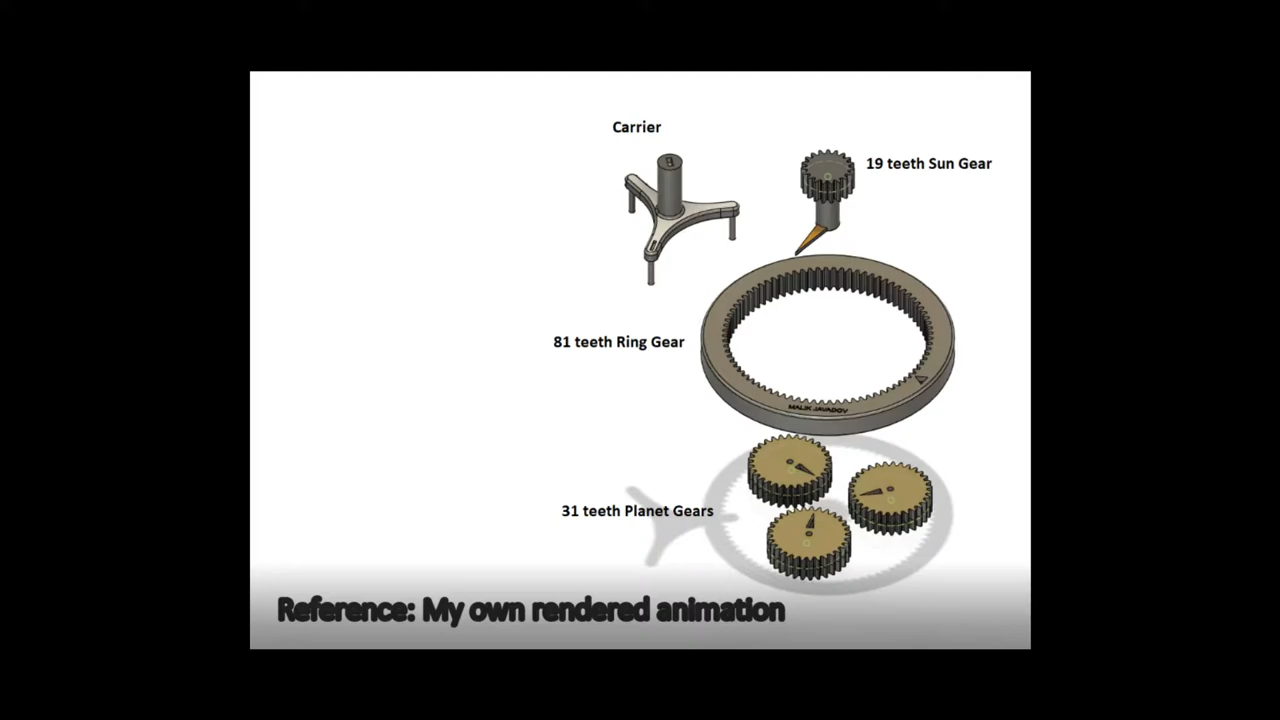 Carrier
19 teeth Sun Gear
81 teeth Ring Gear
MALIK JAVADOV
31 teeth Planet Gears
Reference: My own rendered animation